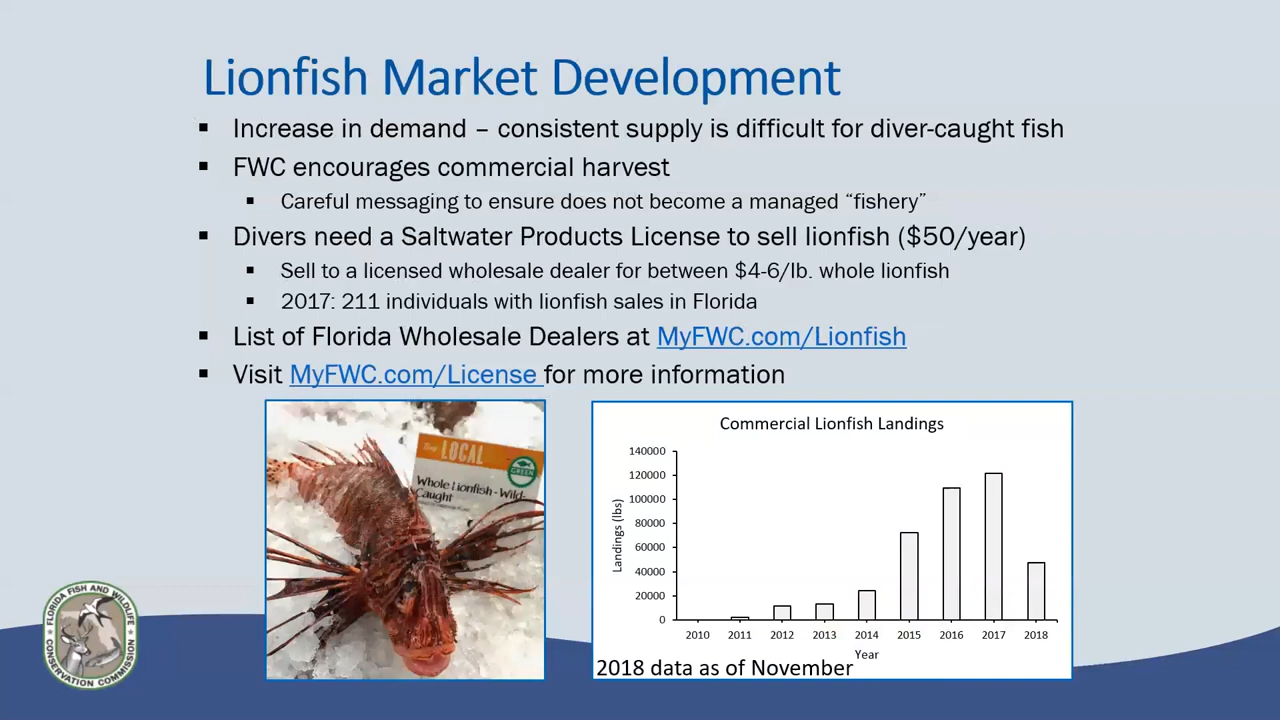 Lionfish Market Development
Increase in demand – consistent supply is difficult for diver-caught fish
FWC encourages commercial harvest
Careful messaging to ensure does not become a managed “fishery”
Divers need a Saltwater Products License to sell lionfish ($50/year)
Sell to a licensed wholesale dealer for between $4-6/lb. whole lionfish
2017: 211 individuals with lionfish sales in Florida
List of Florida Wholesale Dealers at MyFWC.com/Lionfish
Visit MyFWC.com/License for more information
LOCAL
GREEN
Whole Lionfish - Wild-
Caught
Commercial Lionfish Landings
Landings (lbs)
140000
120000
100000
80000
60000
40000
20000
0
2010 2011 2012 2013 2014 2015 2016 2017 2018
Year
2018 data as of November
FLORIDA FISH AND WILDLIFE
CONSERVATION COMMISSION